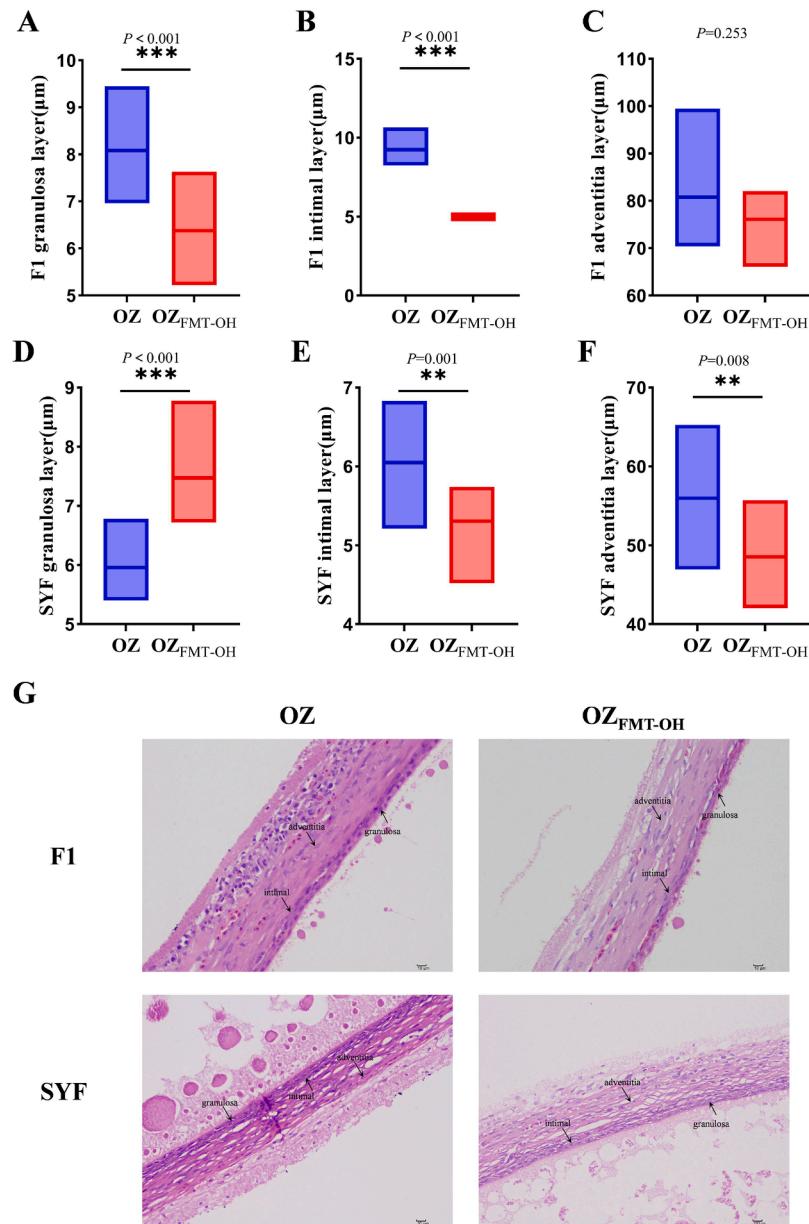 A
P < 0.001
***
F1 granulosa layer(μm)
10
9
8
7
6
5
OZ
OZFMT-OH
B
P < 0.001
***
F1 intimal layer(μm)
15
10
5
0
OZ
OZFMT-OH
C
P=0.253
F1 adventitia layer(μm)
110
100
90
80
70
60
OZ
OZFMT-OH
D
P < 0.001
***
SYF granulosa layer(μm)
9
8
7
6
5
OZ
OZFMT-OH
E
P=0.001
**
SYF intimal layer(μm)
7
6
5
4
OZ
OZFMT-OH
F
P=0.008
**
SYF adventitia layer(μm)
70
60
50
40
OZ
OZFMT-OH
G
OZ
OZFMT-OH
F1
adventitia
granulosa
intimal
adventitia
granulosa
intimal
SYF
adventitia
granulosa
intimal
adventitia
intimal
granulosa